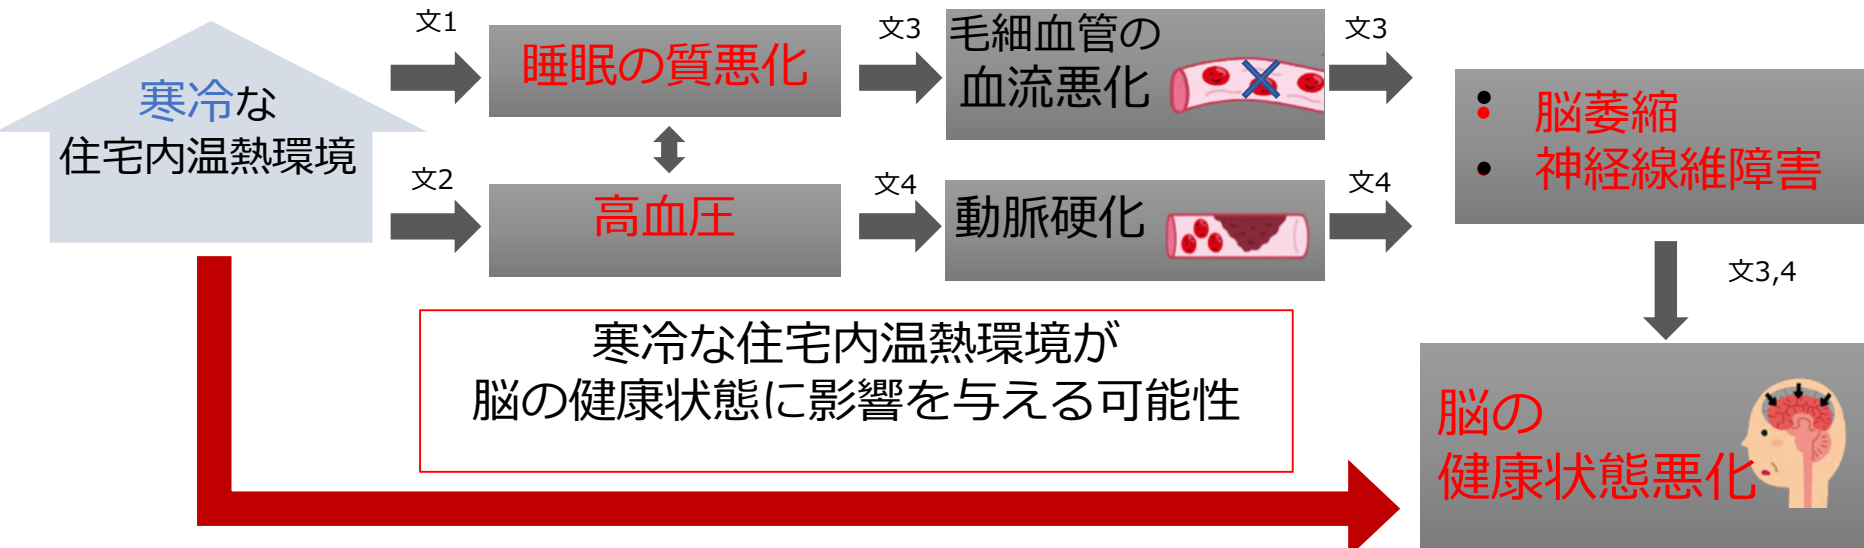 文1
文3
文3
寒冷な
住宅内温熱環境
睡眠の質悪化
毛細血管の
血流悪化
• 脳萎縮
• 神経線維障害
文2
文4
文4
高血圧
動脈硬化
文3,4
寒冷な住宅内温熱環境が
脳の健康状態に影響を与える可能性
脳の
健康状態悪化